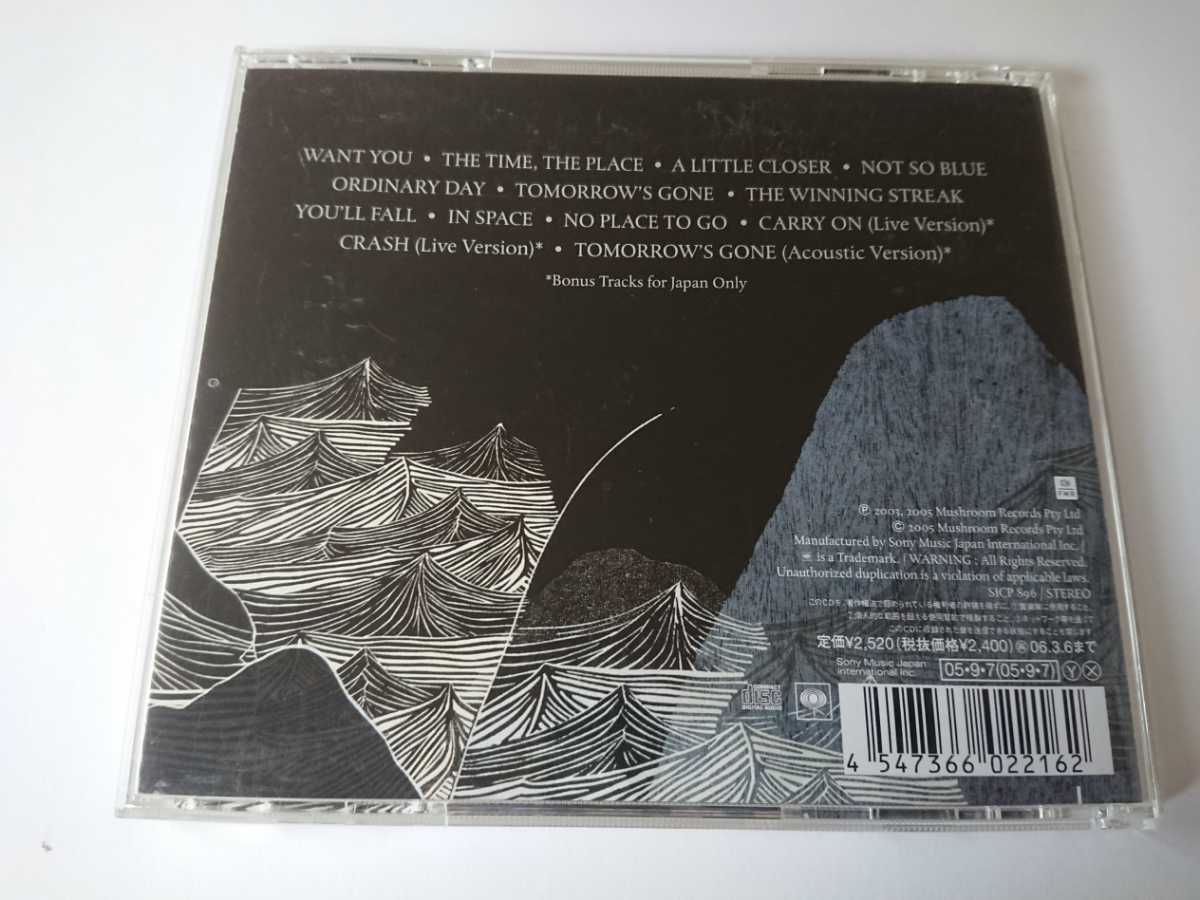 WANT YOU • THE TIME, THE PLACE • A LITTLE CLOSER • NOT SO BLUE
ORDINARY DAY • TOMORROW'S GONE • THE WINNING STREAK
YOU'LL FALL • IN SPACE • NO PLACE TO GO • CARRY ON (Live Version)*
CRASH (Live Version)* • TOMORROW'S GONE (Acoustic Version)*
*Bonus Tracks for Japan Only
℗ 2003, 2005 Mushroom Records Pty Ltd
© 2005 Mushroom Records Pty Ltd
Manufactured by Sony Music Japan International Inc. |
is a Trademark. | WARNING : All Rights Reserved.
Unauthorized duplication is a violation of applicable laws.
SICP 896 | STEREO
定価¥2,520(税抜価格¥2,400) 06.3.6まで
Sony Music Japan
International Inc.
05•9•7(05•9•7) Y X
COMPACT
disc
DIGITAL AUDIO
4 547366 022162